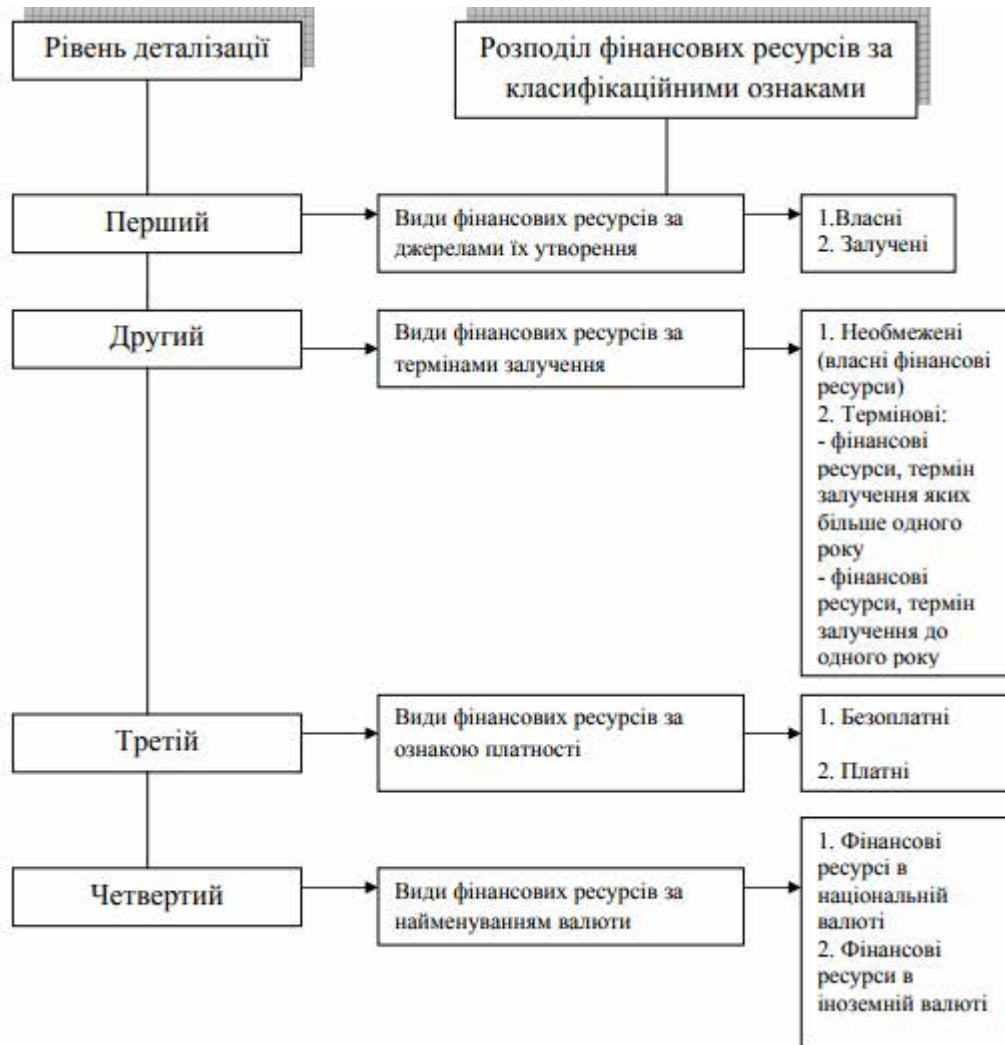 Рівень деталізації
Розподіл фінансових ресурсів за
класифікаційними ознаками
Перший
Види фінансових ресурсів за
джерелами їх утворення
1.Власні
2. Залучені
Другий
Види фінансових ресурсів за
термінами залучення
1. Необмежені
(власні фінансові
ресурси)
2. Термінові:
- фінансові
ресурси, термін
залучення яких
більше одного
року
- фінансові
ресурси, термін
залучення до
одного року
Третій
Види фінансових ресурсів за
ознакою платності
1. Безоплатні
2. Платні
Четвертий
Види фінансових ресурсів за
найменуванням валюти
1. Фінансові
ресурсі в
національній
валюті
2. Фінансові
ресурси в
іноземній валюті